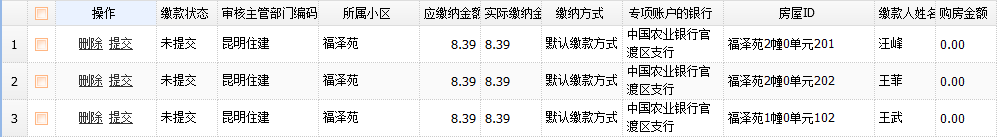 操作 缴款状态 审核主管部门编码 所属小区 应缴纳金额 实际缴纳金 缴纳方式 专项账户的银行 房屋ID 缴款人姓名 购房金额
1 删除 提交 未提交 昆明住建 福泽苑 8.39 8.39 默认缴款方式 中国农业银行官渡区支行 福泽苑2幢0单元201 汪峰 0.00
2 删除 提交 未提交 昆明住建 福泽苑 8.39 8.39 默认缴款方式 中国农业银行官渡区支行 福泽苑2幢0单元202 王菲 0.00
3 删除 提交 未提交 昆明住建 福泽苑 8.39 8.39 默认缴款方式 中国农业银行官渡区支行 福泽苑1幢0单元102 王武 0.00